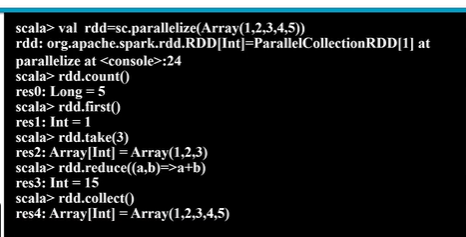 scala> val  rdd=sc.parallelize(Array(1,2,3,4,5))
rdd: org.apache.spark.rdd.RDD[Int]=ParallelCollectionRDD[1] at
parallelize at <console>:24
scala> rdd.count()
res0: Long = 5
scala> rdd.first()
res1: Int = 1
scala> rdd.take(3)
res2: Array[Int] = Array(1,2,3)
scala> rdd.reduce((a,b)=>a+b)
res3: Int = 15
scala> rdd.collect()
res4: Array[Int] = Array(1,2,3,4,5)